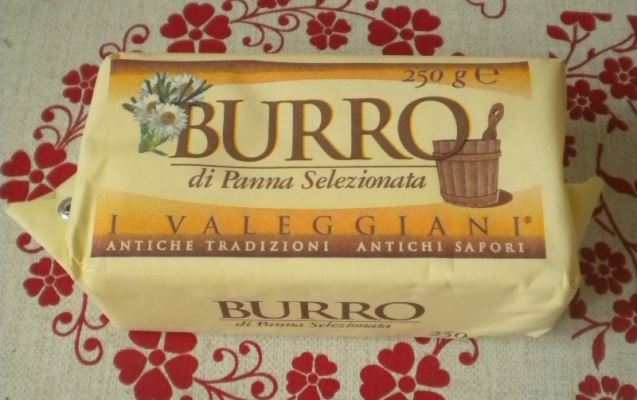 250 g ℮
BURRO
di Panna Selezionata
I VALEGGIANI®
ANTICHE TRADIZIONI ANTICHI SAPORI
BURRO
di Panna Selezionata
250